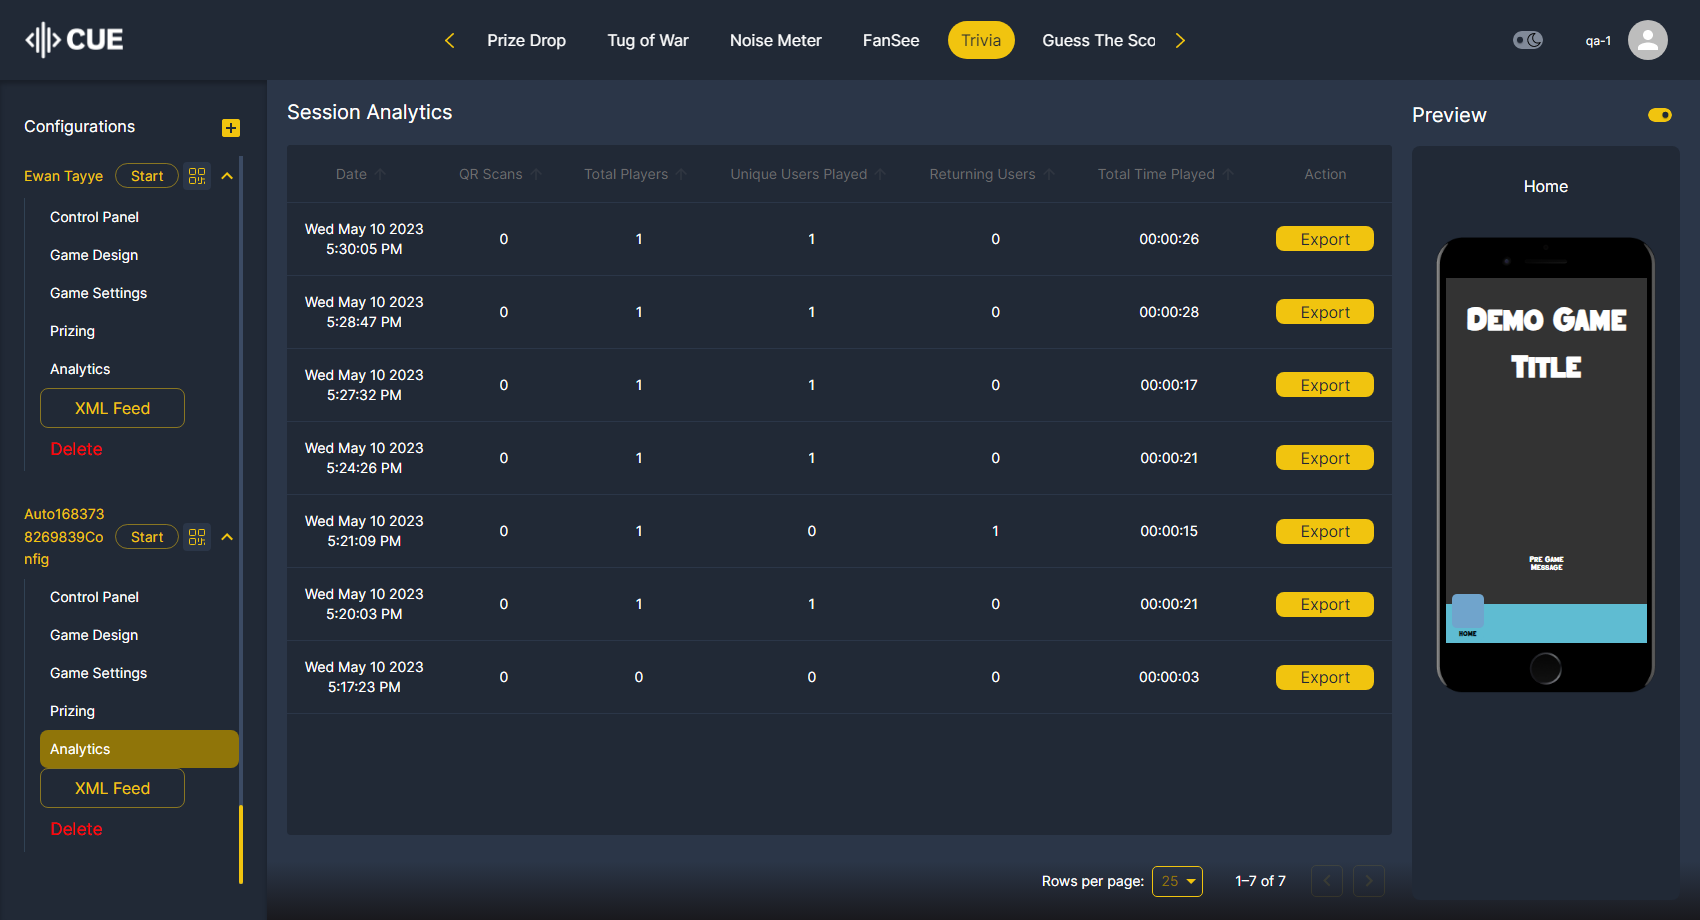 CUE
Prize Drop
Tug of War
Noise Meter
FanSee
Trivia
Guess The Sco
qa-1
Configurations
Ewan Tayye
Start
Control Panel
Game Design
Game Settings
Prizing
Analytics
XML Feed
Delete
Auto168373
8269839Co
nfig
Start
Control Panel
Game Design
Game Settings
Prizing
Analytics
XML Feed
Delete
Session Analytics
Date QR Scans Total Players Unique Users Played Returning Users Total Time Played Action
Wed May 10 2023
5:30:05 PM 0 1 1 0 00:00:26 Export
Wed May 10 2023
5:28:47 PM 0 1 1 0 00:00:28 Export
Wed May 10 2023
5:27:32 PM 0 1 1 0 00:00:17 Export
Wed May 10 2023
5:24:26 PM 0 1 1 0 00:00:21 Export
Wed May 10 2023
5:21:09 PM 0 1 0 1 00:00:15 Export
Wed May 10 2023
5:20:03 PM 0 1 1 0 00:00:21 Export
Wed May 10 2023
5:17:23 PM 0 0 0 0 00:00:03 Export
Rows per page: 25 1–7 of 7
Preview
Home
Demo Game
Title
Pre Game
Message
HOME